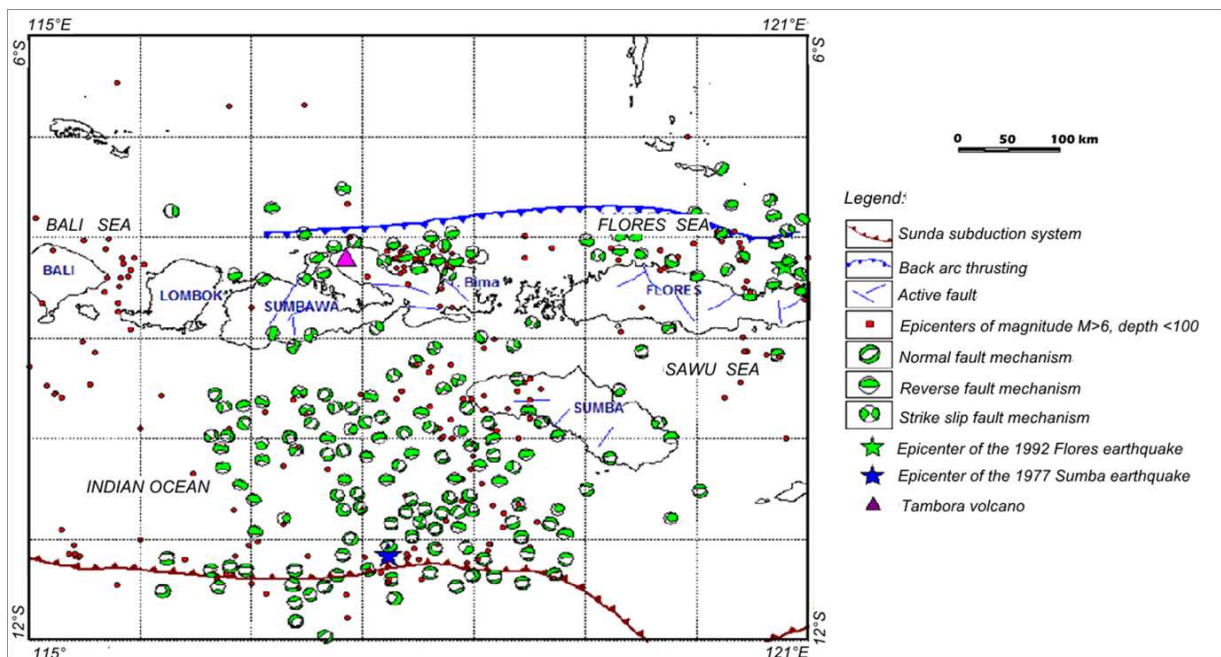 115°E
121°E
6°S
6°S
BALI SEA
FLORES SEA
BALI
LOMBOK
SUMBAWA
Bima
FLORES
SAWU SEA
SUMBA
INDIAN OCEAN
12°S
12°S
115°
121°E
0 50 100 km
Legend:
Sunda subduction system
Back arc thrusting
Active fault
Epicenters of magnitude M>6, depth <100
Normal fault mechanism
Reverse fault mechanism
Strike slip fault mechanism
Epicenter of the 1992 Flores earthquake
Epicenter of the 1977 Sumba earthquake
Tambora volcano